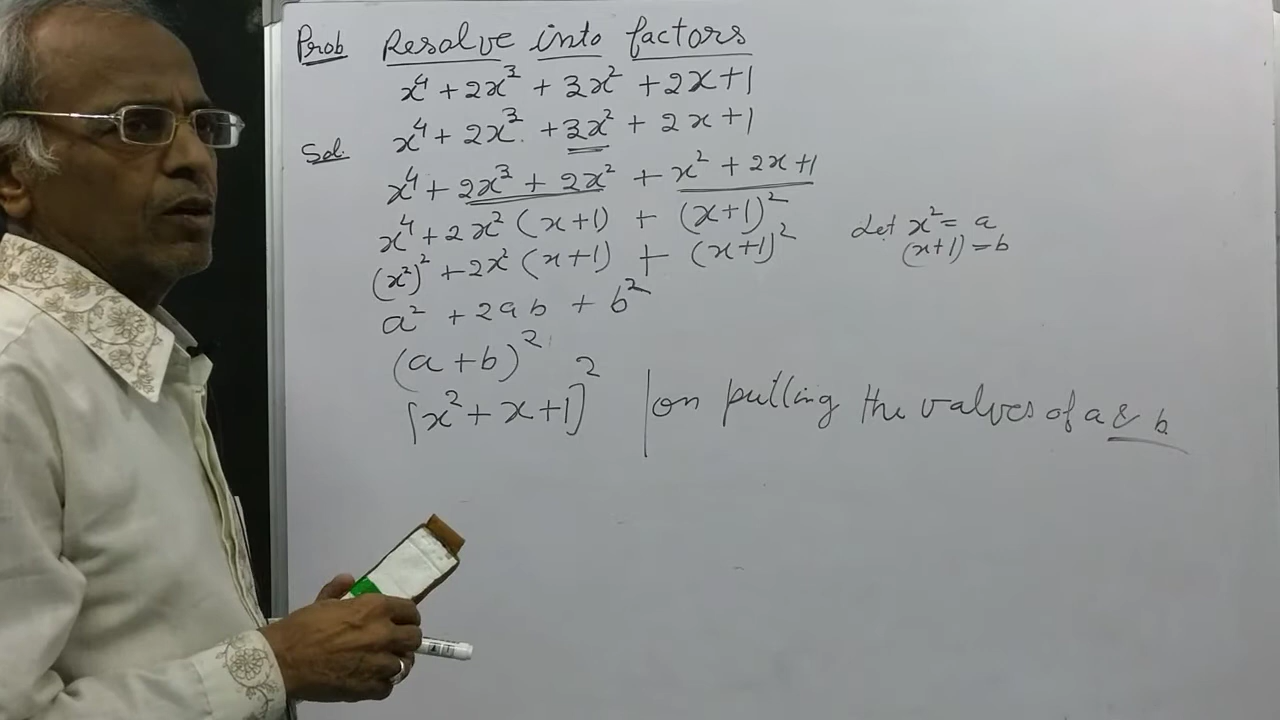 Prob Resolve into factors
x⁴ + 2x³ + 3x² + 2x + 1
Sol. x⁴ + 2x³ + 3x² + 2x + 1
x⁴ + 2x³ + 2x² + x² + 2x + 1
x⁴ + 2x² (x+1) + (x+1)²
(x²)² + 2x² (x+1) + (x+1)²
Let x² = a
(x+1) = b
a² + 2ab + b²
(a + b)²
[x² + x + 1]² | on putting the values of a & b